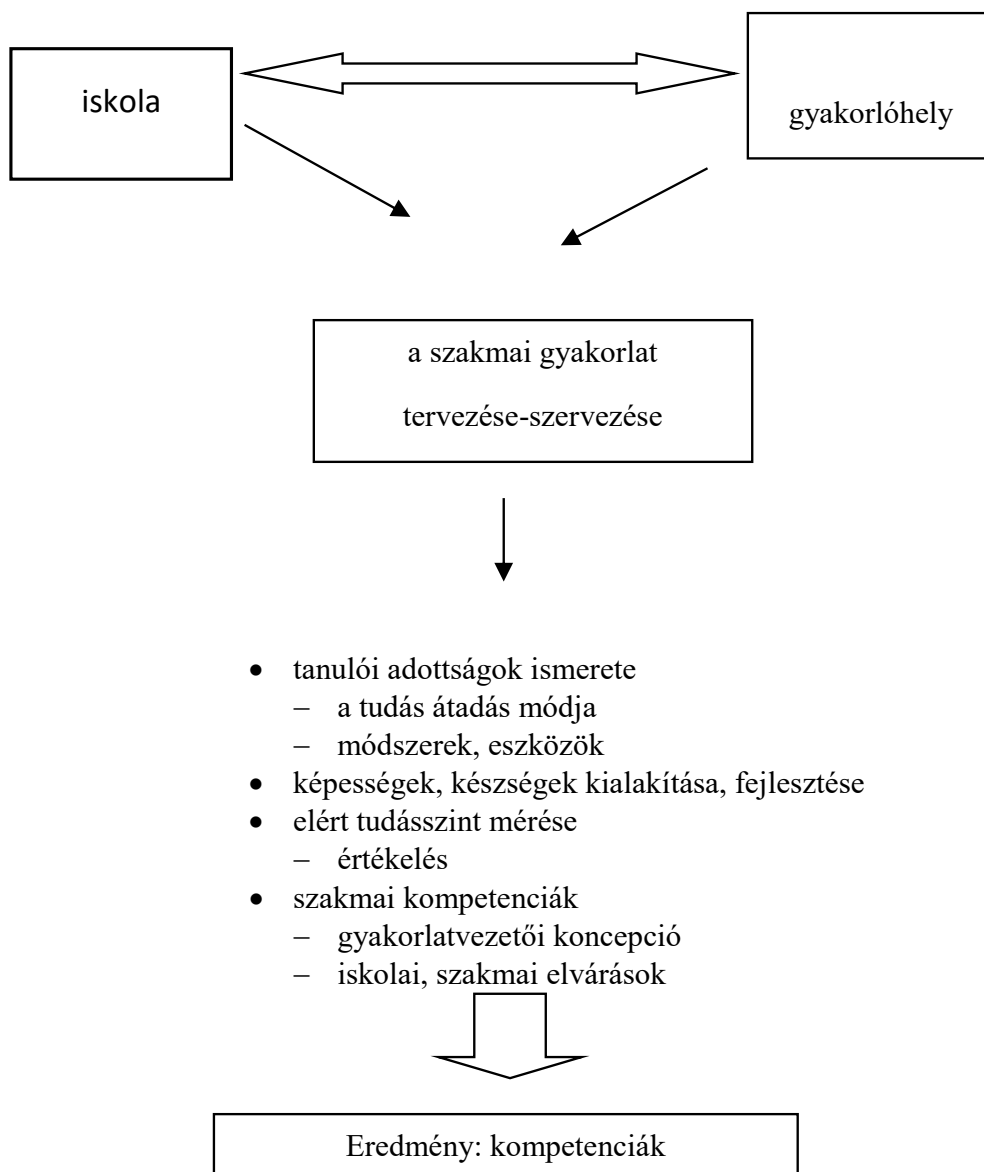 iskola
gyakorlóhely
a szakmai gyakorlat
tervezése-szervezése
• tanulói adottságok ismerete
− a tudás átadás módja
− módszerek, eszközök
• képességek, készségek kialakítása, fejlesztése
• elért tudásszint mérése
− értékelés
• szakmai kompetenciák
− gyakorlatvezetői koncepció
− iskolai, szakmai elvárások
Eredmény: kompetenciák